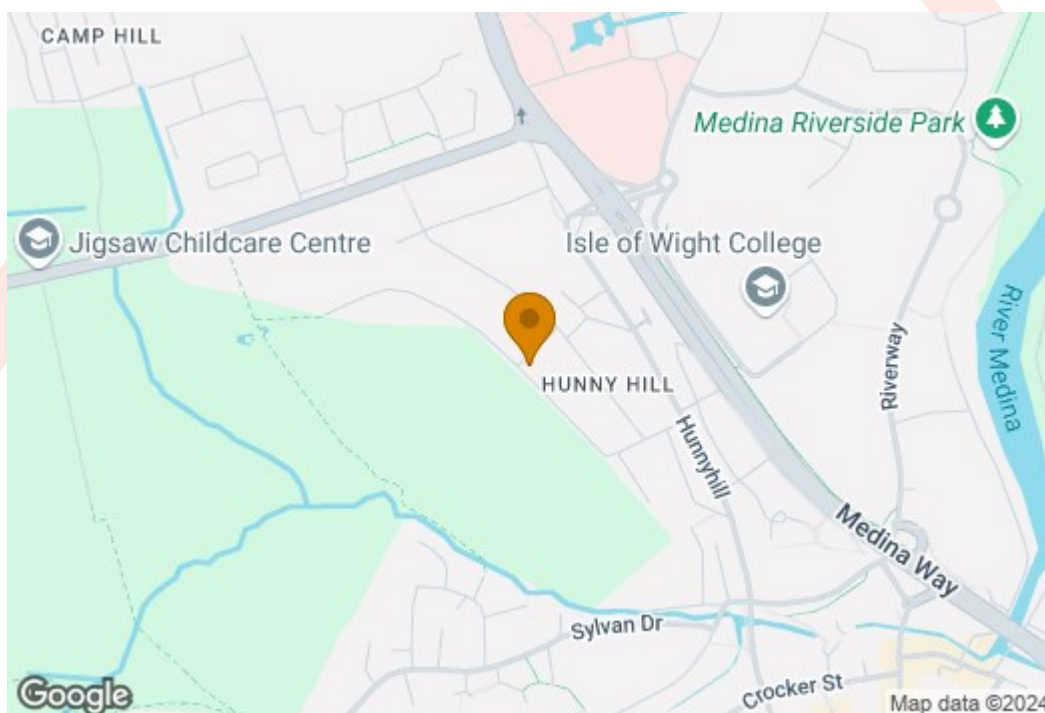 CAMP HILL
Medina Riverside Park
Jigsaw Childcare Centre
Isle of Wight College
River Medina
Riverway
HUNNY HILL
Hunnyhill
Medina Way
Sylvan Dr
Crocker St
Google
Map data ©2024